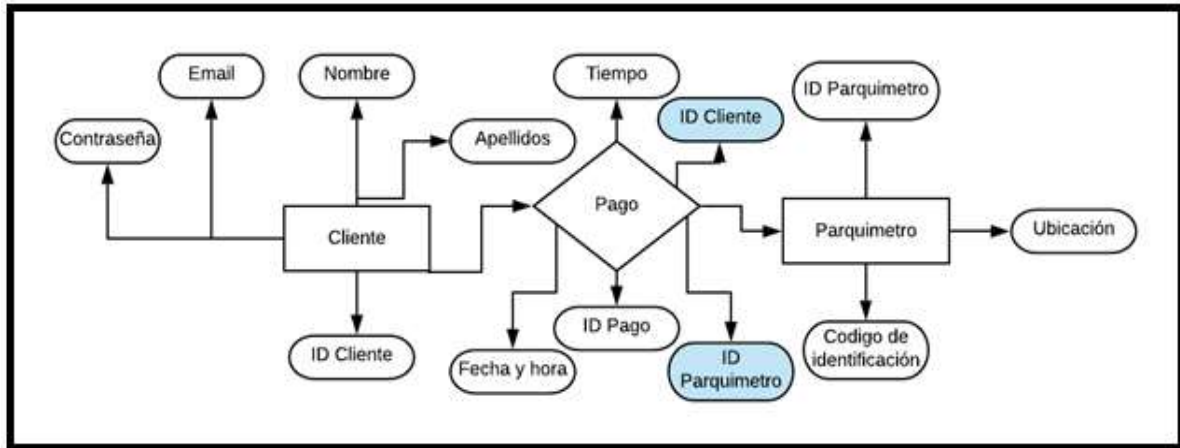 Email
Nombre
Tiempo
ID Parquimetro
ID Cliente
Contraseña
Apellidos
Pago
Cliente
Parquimetro
Ubicación
ID Pago
ID Cliente
Fecha y hora
ID
Parquimetro
Codigo de
identificación